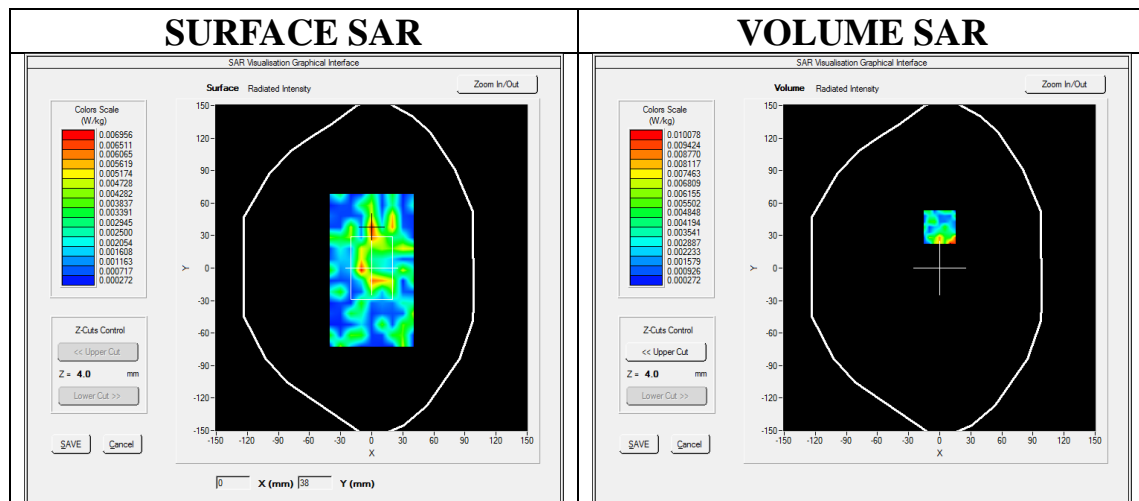 SURFACE SAR
VOLUME SAR
SAR Visualisation Graphical Interface
Surface Radiated Intensity
Zoom In/Out
Colors Scale
(W/kg)
0.006956
0.006511
0.006065
0.005619
0.005174
0.004728
0.004282
0.003837
0.003391
0.002945
0.002500
0.002054
0.001608
0.001163
0.000717
0.000272
150
120
90
60
30
0
-30
-60
-90
-120
-150
Y
-150 -120 -90 -60 -30 0 30 60 90 120 150
X
Z-Cuts Control
<< Upper Cut
Z = 4.0 mm
Lower Cut >>
SAVE Cancel
0 X (mm) 38 Y (mm)
SAR Visualisation Graphical Interface
Volume Radiated Intensity
Zoom In/Out
Colors Scale
(W/kg)
0.010078
0.009424
0.008770
0.008117
0.007463
0.006809
0.006155
0.005502
0.004848
0.004194
0.003541
0.002887
0.002233
0.001579
0.000926
0.000272
150
120
90
60
30
0
-30
-60
-90
-120
-150
Y
-150 -120 -90 -60 -30 0 30 60 90 120 150
X
Z-Cuts Control
<< Upper Cut
Z = 4.0 mm
Lower Cut >>
SAVE Cancel